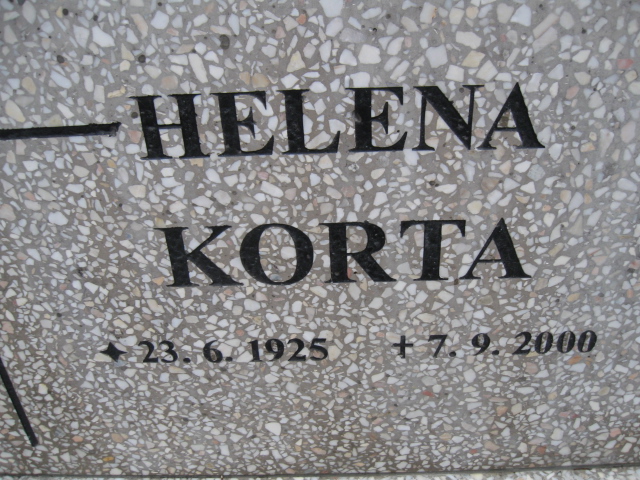 HELENA
KORTA
✦ 23. 6. 1925 † 7. 9. 2000